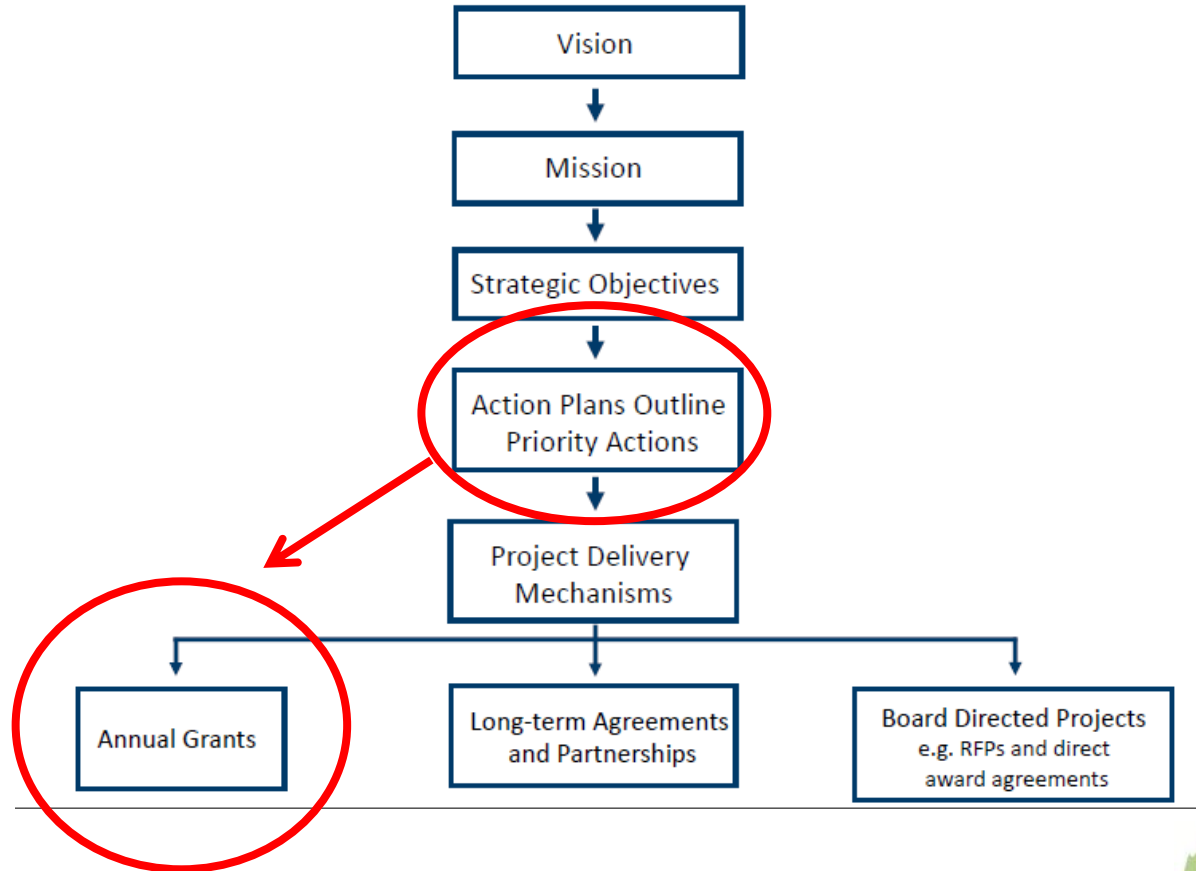 Vision
Mission
Strategic Objectives
Action Plans Outline
Priority Actions
Project Delivery
Mechanisms
Annual Grants
Long-term Agreements
and Partnerships
Board Directed Projects
e.g. RFPs and direct
award agreements